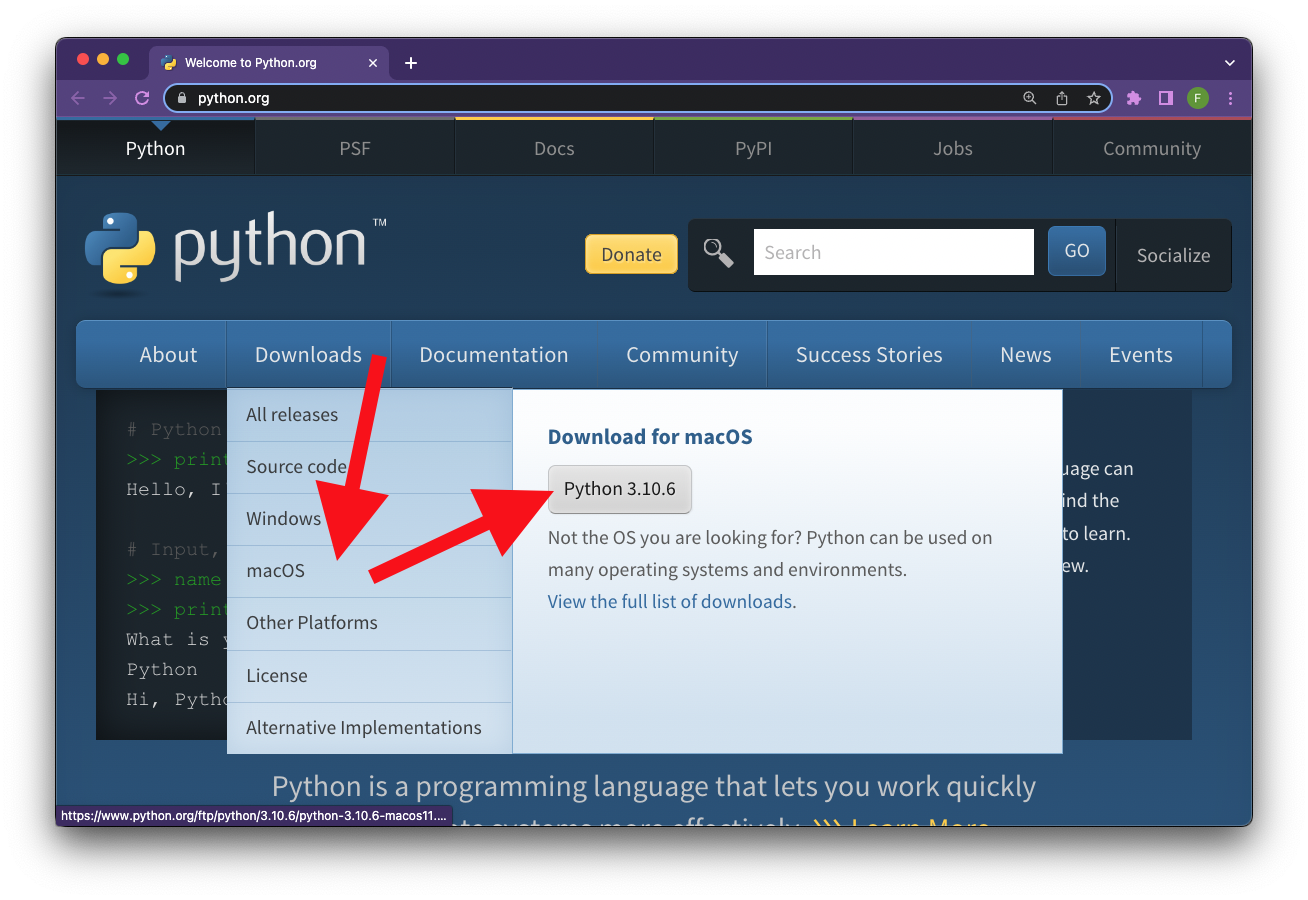 Welcome to Python.org
python.org
F
Python PSF Docs PyPI Jobs Community
python™
Donate
Search
GO
Socialize
About Downloads Documentation Community Success Stories News Events
All releases
Source code
Windows
macOS
Other Platforms
License
Alternative Implementations
Download for macOS
Python 3.10.6
Not the OS you are looking for? Python can be used on
many operating systems and environments.
View the full list of downloads.
# Python
>>> print
Hello, I'
# Input,
>>> name
>>> print
What is y
Python
Hi, Pytho
uage can
ind the
to learn.
ew.
Python is a programming language that lets you work quickly
systems more effectively. >>> Learn More
https://www.python.org/ftp/python/3.10.6/python-3.10.6-macos11....